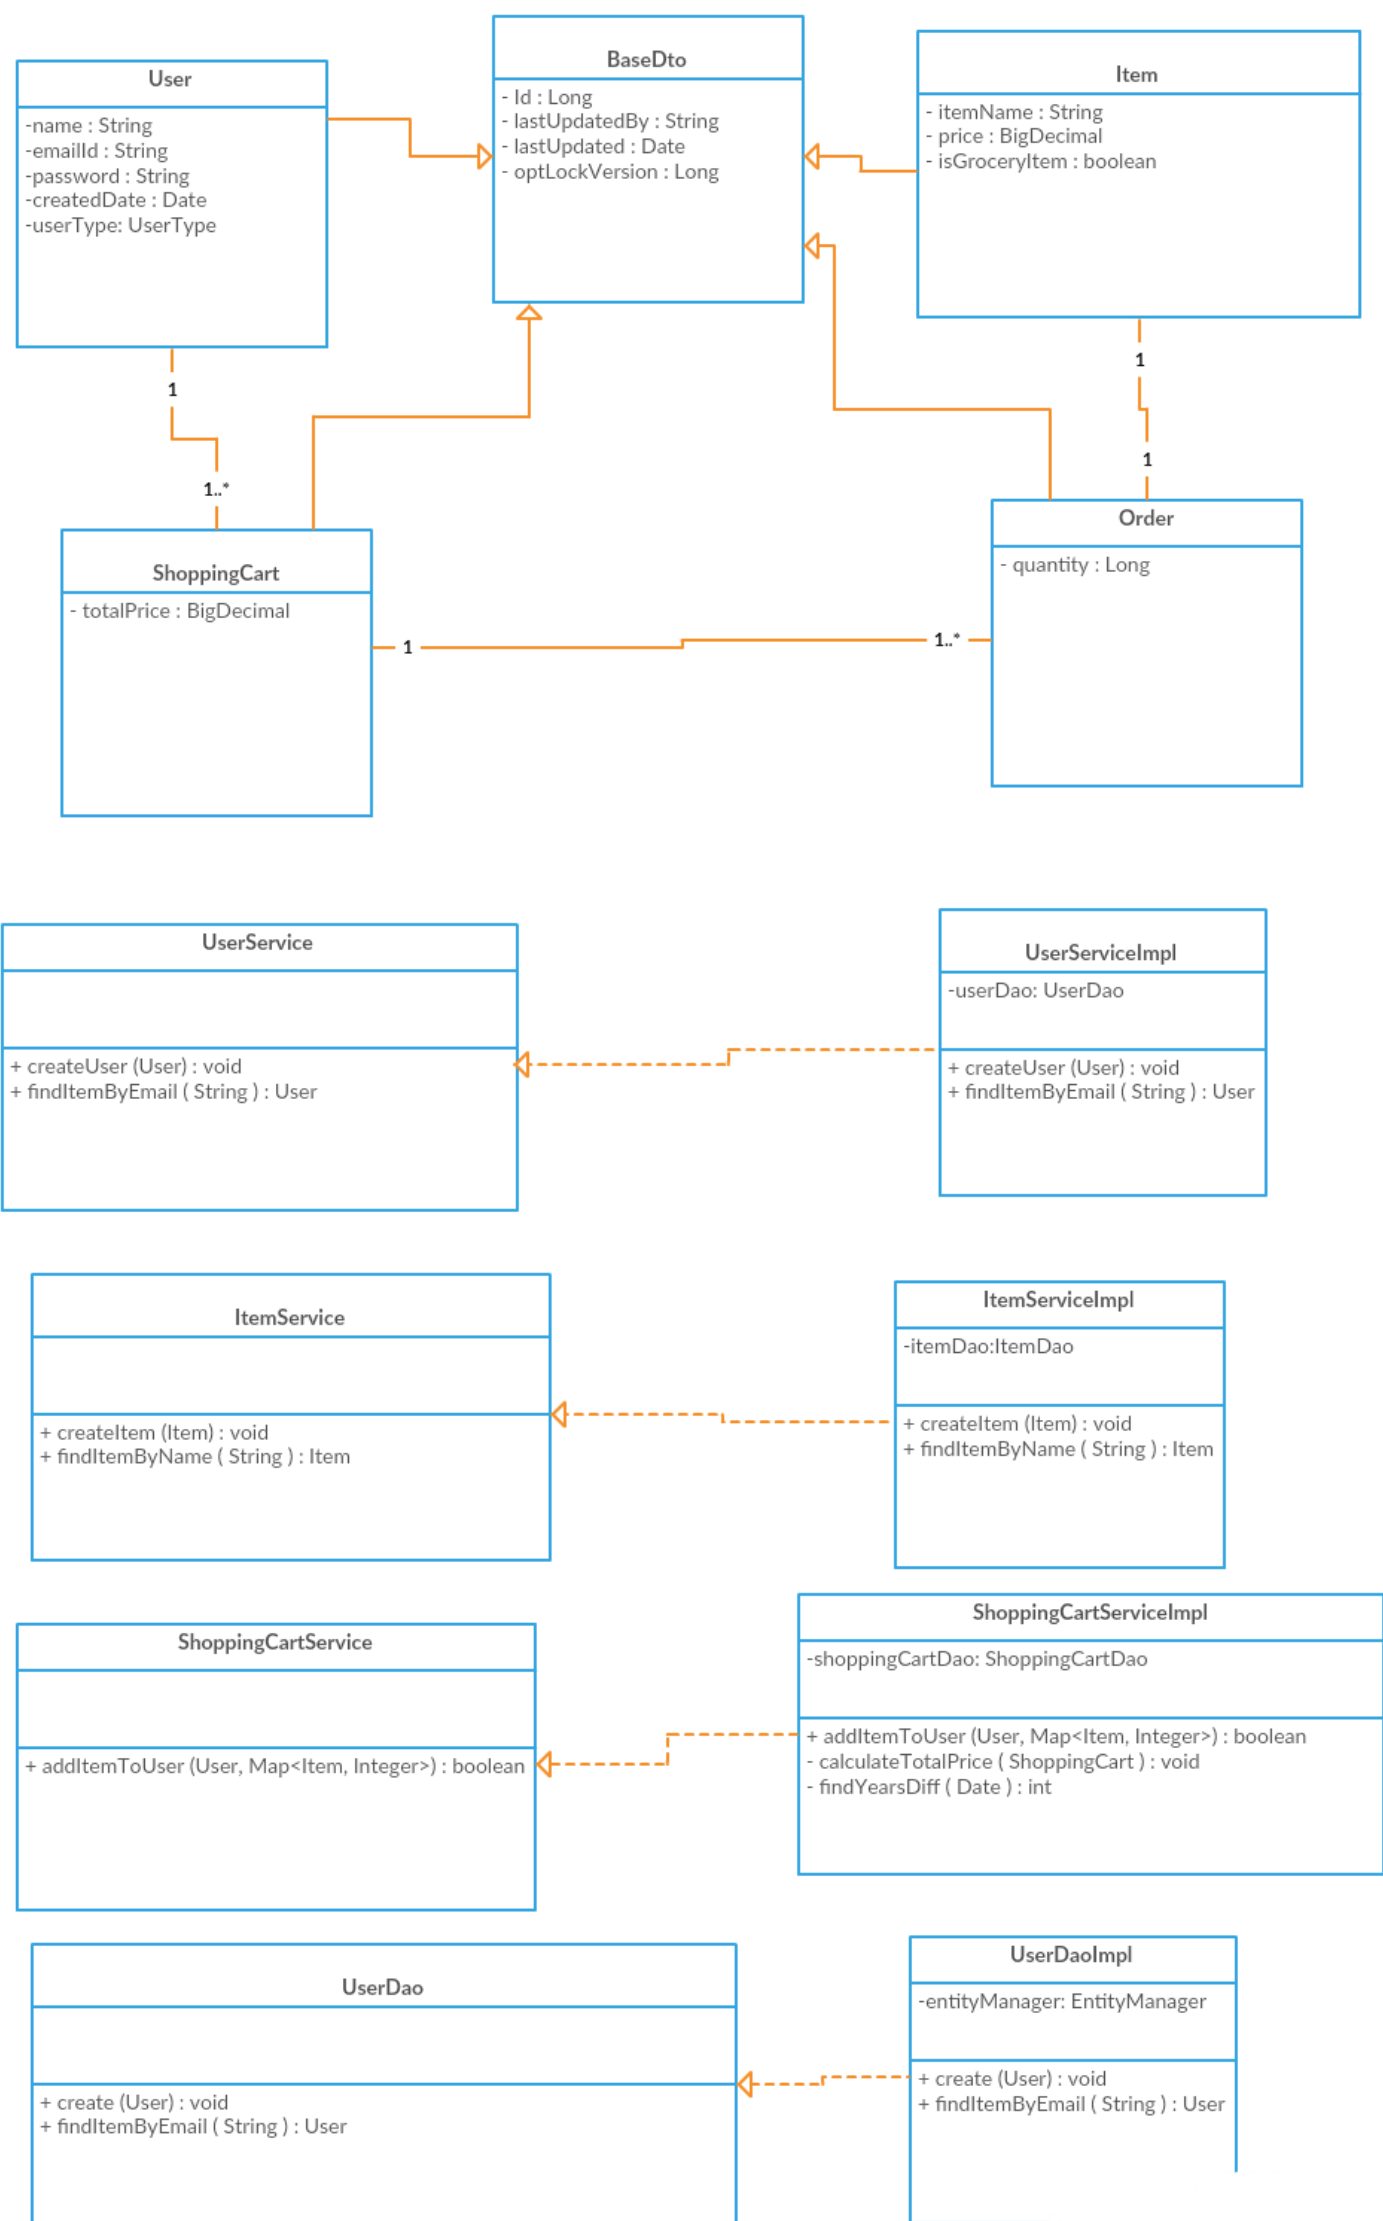 User
-name : String
-emailId : String
-password : String
-createdDate : Date
-userType: UserType
BaseDto
- Id : Long
- lastUpdatedBy : String
- lastUpdated : Date
- optLockVersion : Long
Item
- itemName : String
- price : BigDecimal
- isGroceryItem : boolean
1
1..*
1
1
ShoppingCart
- totalPrice : BigDecimal
1
1..*
Order
- quantity : Long
UserService
+ createUser (User) : void
+ findItemByEmail ( String ) : User
UserServiceImpl
-userDao: UserDao
+ createUser (User) : void
+ findItemByEmail ( String ) : User
ItemService
+ createItem (Item) : void
+ findItemByName ( String ) : Item
ItemServiceImpl
-itemDao:ItemDao
+ createItem (Item) : void
+ findItemByName ( String ) : Item
ShoppingCartService
+ addItemToUser (User, Map<Item, Integer>) : boolean
ShoppingCartServiceImpl
-shoppingCartDao: ShoppingCartDao
+ addItemToUser (User, Map<Item, Integer>) : boolean
- calculateTotalPrice ( ShoppingCart ) : void
- findYearsDiff ( Date ) : int
UserDao
+ create (User) : void
+ findItemByEmail ( String ) : User
UserDaoImpl
-entityManager: EntityManager
+ create (User) : void
+ findItemByEmail ( String ) : User